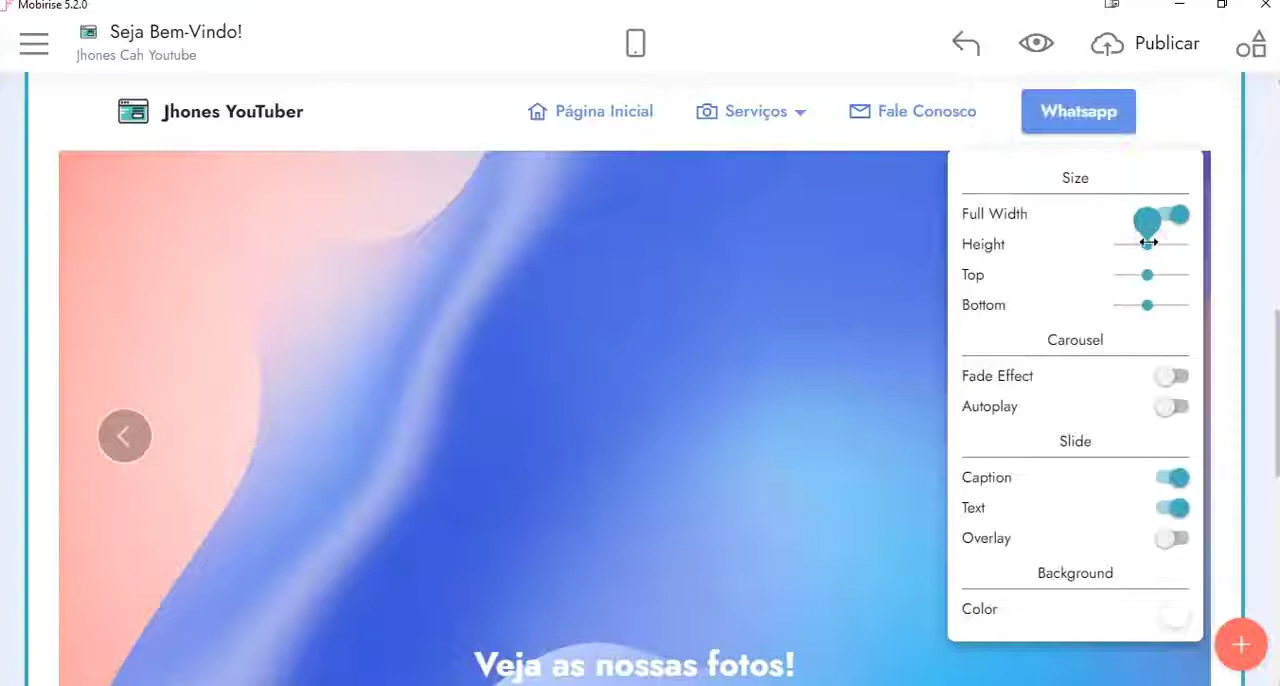 Mobirise 5.2.0
Seja Bem-Vindo!
Jhones Cah Youtube
Publicar
Jhones YouTuber
Página Inicial
Serviços
Fale Conosco
Whatsapp
Size
Full Width
Height
Top
Bottom
Carousel
Fade Effect
Autoplay
Slide
Caption
Text
Overlay
Background
Color
Veja as nossas fotos!